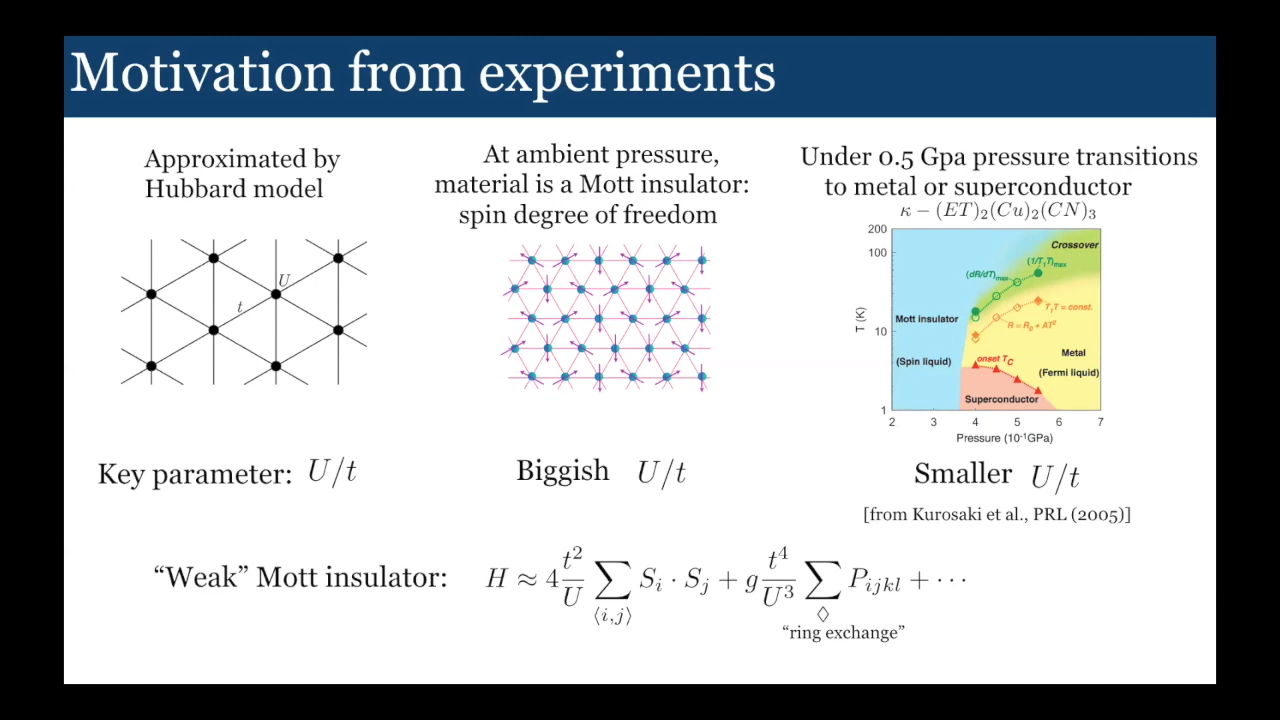 Motivation from experiments
Approximated by
Hubbard model
U
t
Key parameter: U/t
At ambient pressure,
material is a Mott insulator:
spin degree of freedom
Biggish U/t
Under 0.5 Gpa pressure transitions
to metal or superconductor
κ − (ET)₂(Cu)₂(CN)₃
200
100
10
1
T (K)
Crossover
(dR/dT)max
(1/T₁T)max
T₁T = const.
R = R₀ + AT²
Mott insulator
(Spin liquid)
Metal
(Fermi liquid)
onset TC
Superconductor
2 3 4 5 6 7
Pressure (10⁻¹GPa)
Smaller U/t
[from Kurosaki et al., PRL (2005)]
“Weak” Mott insulator: H ≈ 4 t²/U ∑⟨i,j⟩ Sᵢ · Sⱼ + g t⁴/U³ ∑◊ Pijkl + ···
“ring exchange”